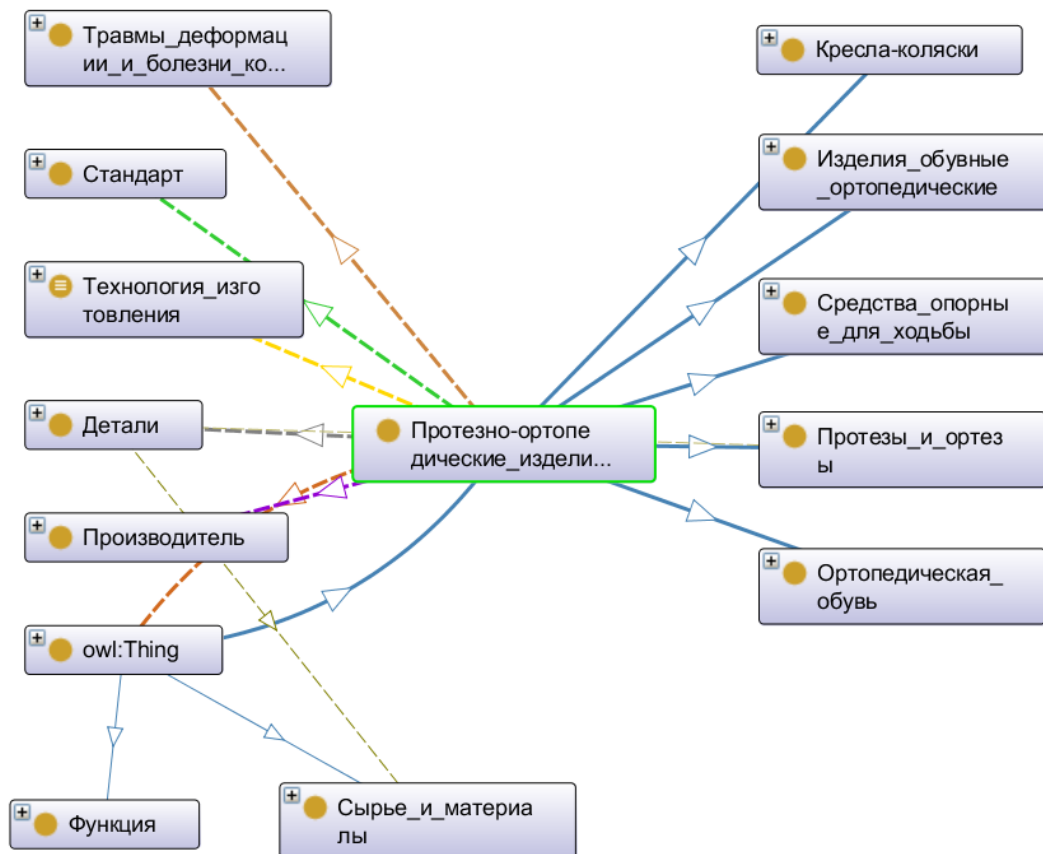 Травмы_деформац
ии_и_болезни_ко...
Стандарт
Технология_изго
товления
Детали
Производитель
owl:Thing
Функция
Сырье_и_материа
лы
Протезно-ортопе
дические_издели...
Кресла-коляски
Изделия_обувные
_ортопедические
Средства_опорны
е_для_ходьбы
Протезы_и_ортез
ы
Ортопедическая_
обувь